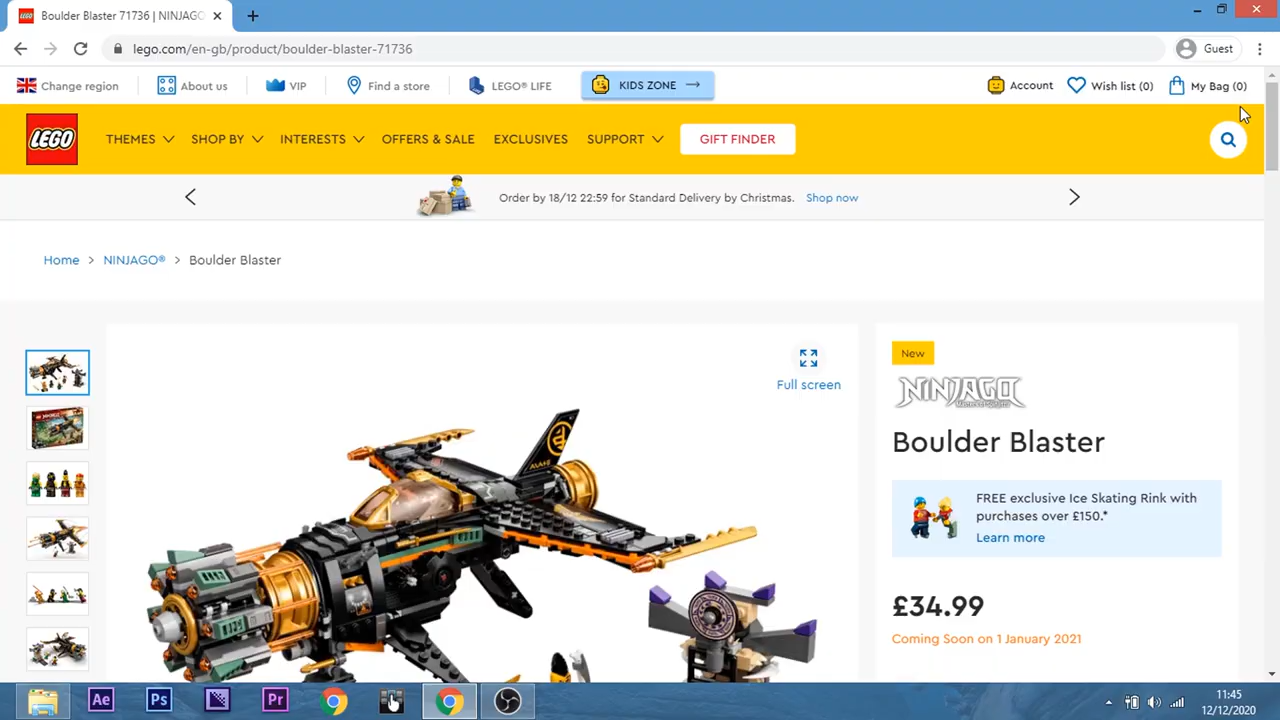 Boulder Blaster 71736 | NINJAGO
lego.com/en-gb/product/boulder-blaster-71736
Guest
Change region
About us
VIP
Find a store
LEGO® LIFE
KIDS ZONE
Account
Wish list (0)
My Bag (0)
LEGO
THEMES
SHOP BY
INTERESTS
OFFERS & SALE
EXCLUSIVES
SUPPORT
GIFT FINDER
Order by 18/12 22:59 for Standard Delivery by Christmas. Shop now
Home > NINJAGO® > Boulder Blaster
Full screen
New
NINJAGO
Boulder Blaster
FREE exclusive Ice Skating Rink with
purchases over £150.*
Learn more
£34.99
Coming Soon on 1 January 2021
Ae
Ps
Pr
11:45
12/12/2020